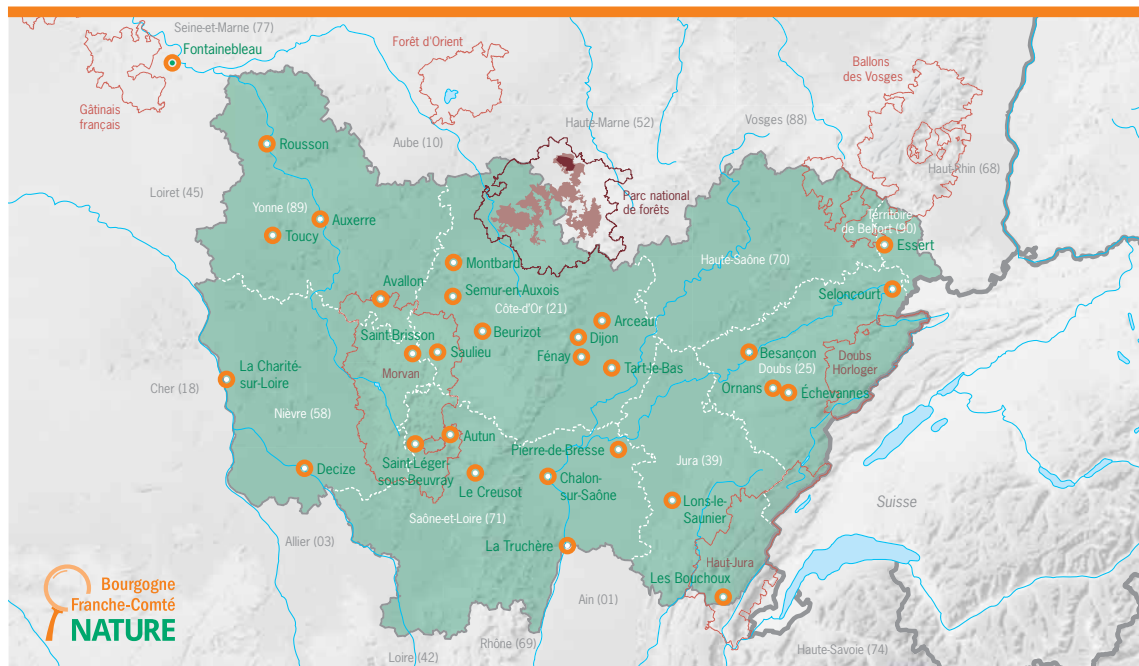 Seine-et-Marne (77)
Fontainebleau
Forêt d'Orient
Ballons
des Vosges
Gâtinais
français
Aube (10)
Haute-Marne (52)
Vosges (88)
Rousson
Haut-Rhin (68)
Loiret (45)
Parc national
de forêts
Yonne (89)
Auxerre
Toucy
Territoire
de Belfort (90)
Essert
Montbard
Haute-Saône (70)
Avallon
Semur-en-Auxois
Seloncourt
Côte-d'Or (21)
Arceau
Beurizot
Saint-Brisson
Saulieu
Dijon
Fénay
Besançon
Morvan
Tart-le-Bas
Doubs (25)
Doubs
Horloger
La Charité-
sur-Loire
Cher (18)
Ornans
Échevannes
Nièvre (58)
Autun
Pierre-de-Bresse
Saint-Léger-
sous-Beuvray
Decize
Le Creusot
Chalon-
sur-Saône
Jura (39)
Lons-le-
Saunier
Suisse
Saône-et-Loire (71)
Allier (03)
La Truchère
Haut-Jura
Les Bouchoux
Ain (01)
Rhône (69)
Loire (42)
Haute-Savoie (74)
Bourgogne
Franche-Comté
NATURE